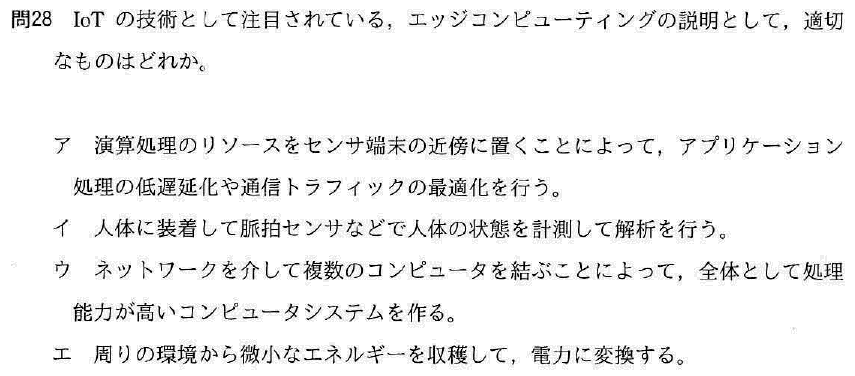 問28 IoT の技術として注目されている，エッジコンピューティングの説明として，適切
なものはどれか。
ア 演算処理のリソースをセンサ端末の近傍に置くことによって，アプリケーション
処理の低遅延化や通信トラフィックの最適化を行う。
イ 人体に装着して脈拍センサなどで人体の状態を計測して解析を行う。
ウ ネットワークを介して複数のコンピュータを結ぶことによって，全体として処理
能力が高いコンピュータシステムを作る。
エ 周りの環境から微小なエネルギーを収穫して，電力に変換する。